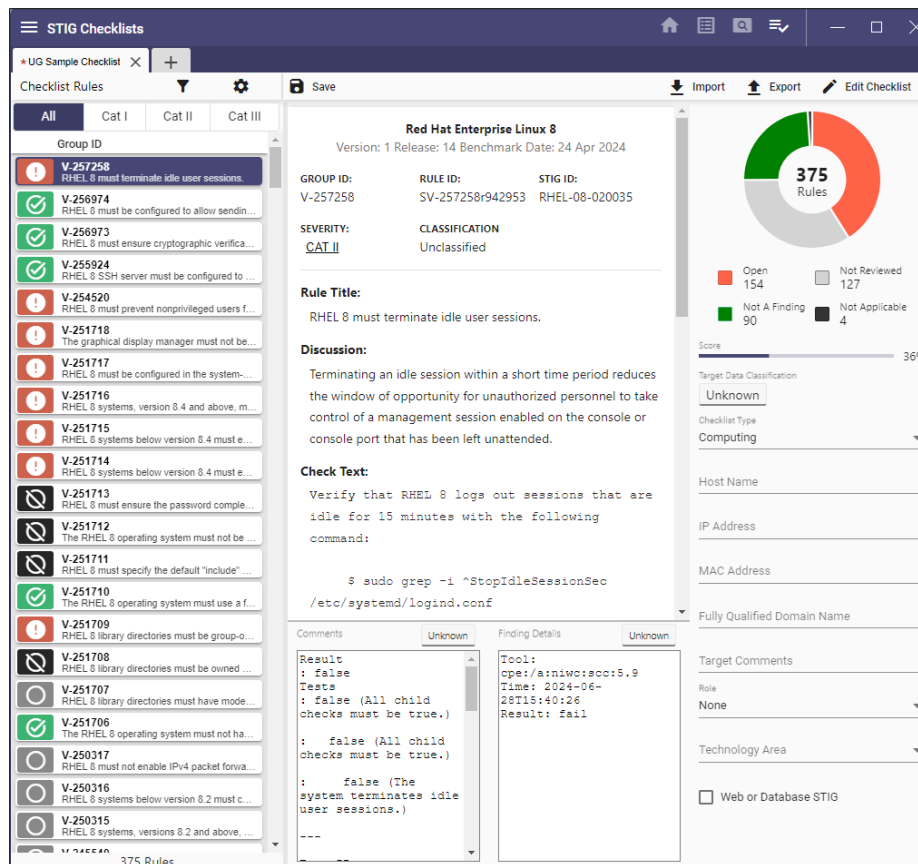 STIG Checklists
*UG Sample Checklist
Checklist Rules
Save
Import
Export
Edit Checklist
All
Cat I
Cat II
Cat III
Group ID
V-257258
RHEL 8 must terminate idle user sessions.
V-256974
RHEL 8 must be configured to allow sendin...
V-256973
RHEL 8 must ensure cryptographic verifica...
V-255924
RHEL 8 SSH server must be configured to ...
V-254520
RHEL 8 must prevent nonprivileged users f...
V-251718
The graphical display manager must not be...
V-251717
RHEL 8 must be configured in the system-...
V-251716
RHEL 8 systems, version 8.4 and above, m...
V-251715
RHEL 8 systems below version 8.4 must e...
V-251714
RHEL 8 systems below version 8.4 must e...
V-251713
RHEL 8 must ensure the password comple...
V-251712
The RHEL 8 operating system must not be ...
V-251711
RHEL 8 must specify the default "include" ...
V-251710
The RHEL 8 operating system must use a f...
V-251709
RHEL 8 library directories must be group-o...
V-251708
RHEL 8 library directories must be owned ...
V-251707
RHEL 8 library directories must have mode...
V-251706
The RHEL 8 operating system must not ha...
V-250317
RHEL 8 must not enable IPv4 packet forwa...
V-250316
RHEL 8 systems below version 8.2 must c...
V-250315
RHEL 8 systems, versions 8.2 and above, ...
375 Rules
Red Hat Enterprise Linux 8
Version: 1 Release: 14 Benchmark Date: 24 Apr 2024
GROUP ID:
RULE ID:
STIG ID:
V-257258
SV-257258r942953
RHEL-08-020035
SEVERITY:
CLASSIFICATION
CAT II
Unclassified
Rule Title:
RHEL 8 must terminate idle user sessions.
Discussion:
Terminating an idle session within a short time period reduces
the window of opportunity for unauthorized personnel to take
control of a management session enabled on the console or
console port that has been left unattended.
Check Text:
Verify that RHEL 8 logs out sessions that are
idle for 15 minutes with the following
command:
$ sudo grep -i ^StopIdleSessionSec
/etc/systemd/logind.conf
Comments
Unknown
Result
: false
Tests
: false (All child
checks must be true.)
: false (All child
checks must be true.)
: false (The
system terminates idle
user sessions.)
---
Finding Details
Unknown
Tool:
cpe:/a:niwc:scc:5.9
Time: 2024-06-
28T15:40:26
Result: fail
375
Rules
Open
154
Not Reviewed
127
Not A Finding
90
Not Applicable
4
Score
36%
Target Data Classification
Unknown
Checklist Type
Computing
Host Name
IP Address
MAC Address
Fully Qualified Domain Name
Target Comments
Role
None
Technology Area
Web or Database STIG